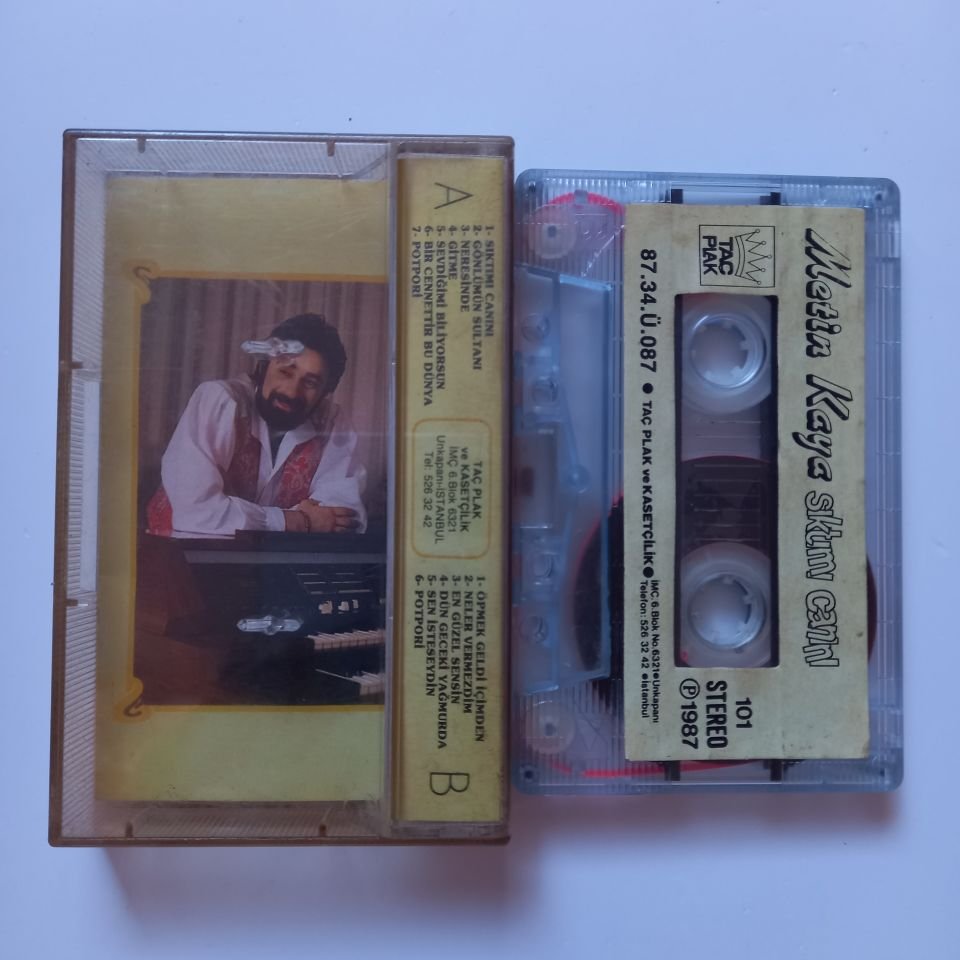 A
1- SIKTIMI CANINI
2- GÖNLÜMÜN SULTANI
3- NERESİNDE
4- GİTME
5- SEVDİĞİMİ BİLİYORSUN
6- BİR CENNETTİR BU DÜNYA
7- POTPORİ
TAÇ PLAK
ve KASETÇİLİK
İMÇ 6. Blok 6321
Unkapanı-İSTANBUL
Tel: 526 32 42
1- ÖPMEK GELDİ İÇİMDEN
2- NELER VERMEZDİM
3- EN GÜZEL SENSİN
4- DÜN GECEKİ YAĞMURDA
5- SEN İSTESEYDİN
6- POTPORİ
B
Metin Kaya sıktımı canını
TAÇ
PLAK
87.34.Ü.087 ● TAÇ PLAK ve KASETÇİLİK ● İMÇ. 6. Blok No. 6321 ● Unkapanı
Telefon: 526 32 42 ● İstanbul
101
STEREO
Ⓟ1987